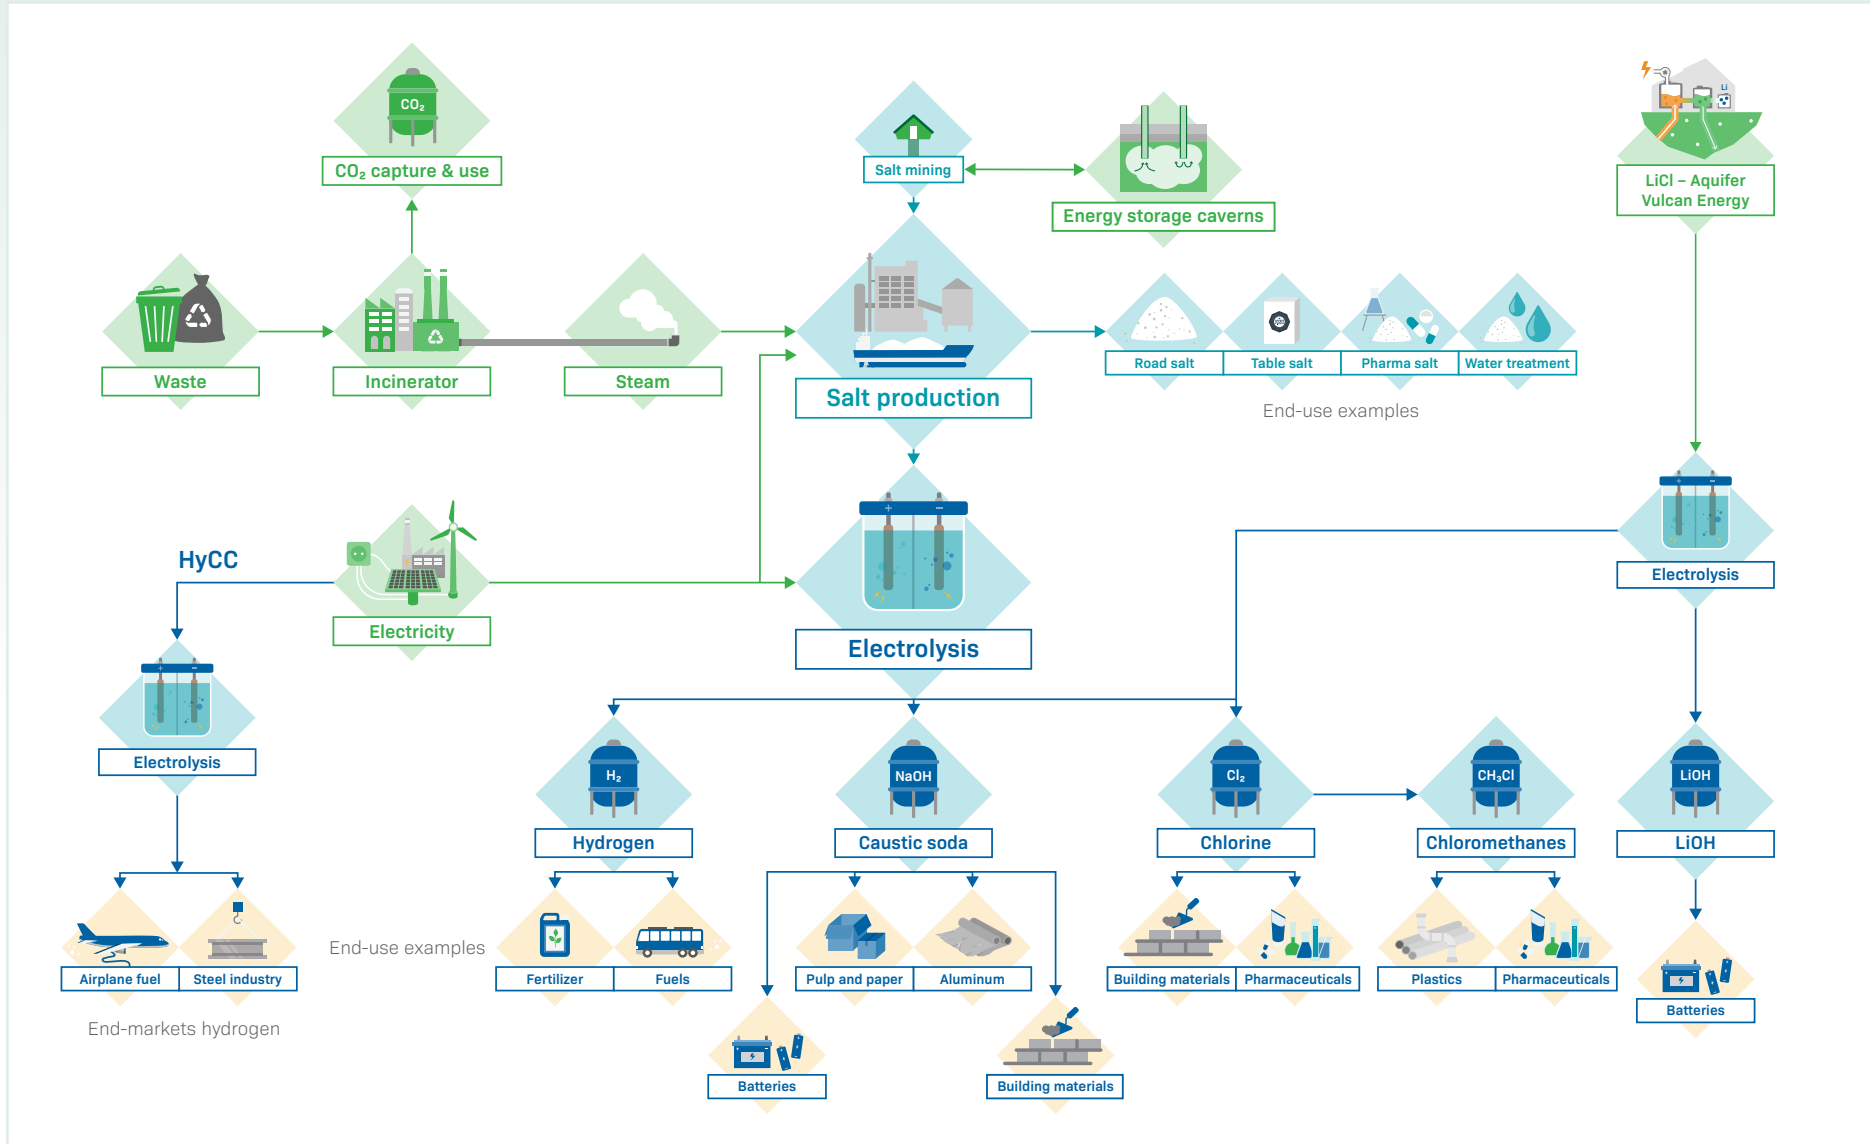 CO₂
CO₂ capture & use
Salt mining
Energy storage caverns
Li
LiCl – Aquifer
Vulcan Energy
Waste
Incinerator
Steam
Salt production
Road salt
Table salt
Pharma salt
Water treatment
End-use examples
HyCC
Electricity
+
−
Electrolysis
+
−
Electrolysis
+
−
Electrolysis
H₂
Hydrogen
NaOH
Caustic soda
Cl₂
Chlorine
CH₃Cl
Chloromethanes
LiOH
LiOH
Airplane fuel
Steel industry
End-markets hydrogen
End-use examples
Fertilizer
Fuels
Pulp and paper
Aluminum
Building materials
Pharmaceuticals
Plastics
Pharmaceuticals
Batteries
Batteries
Building materials